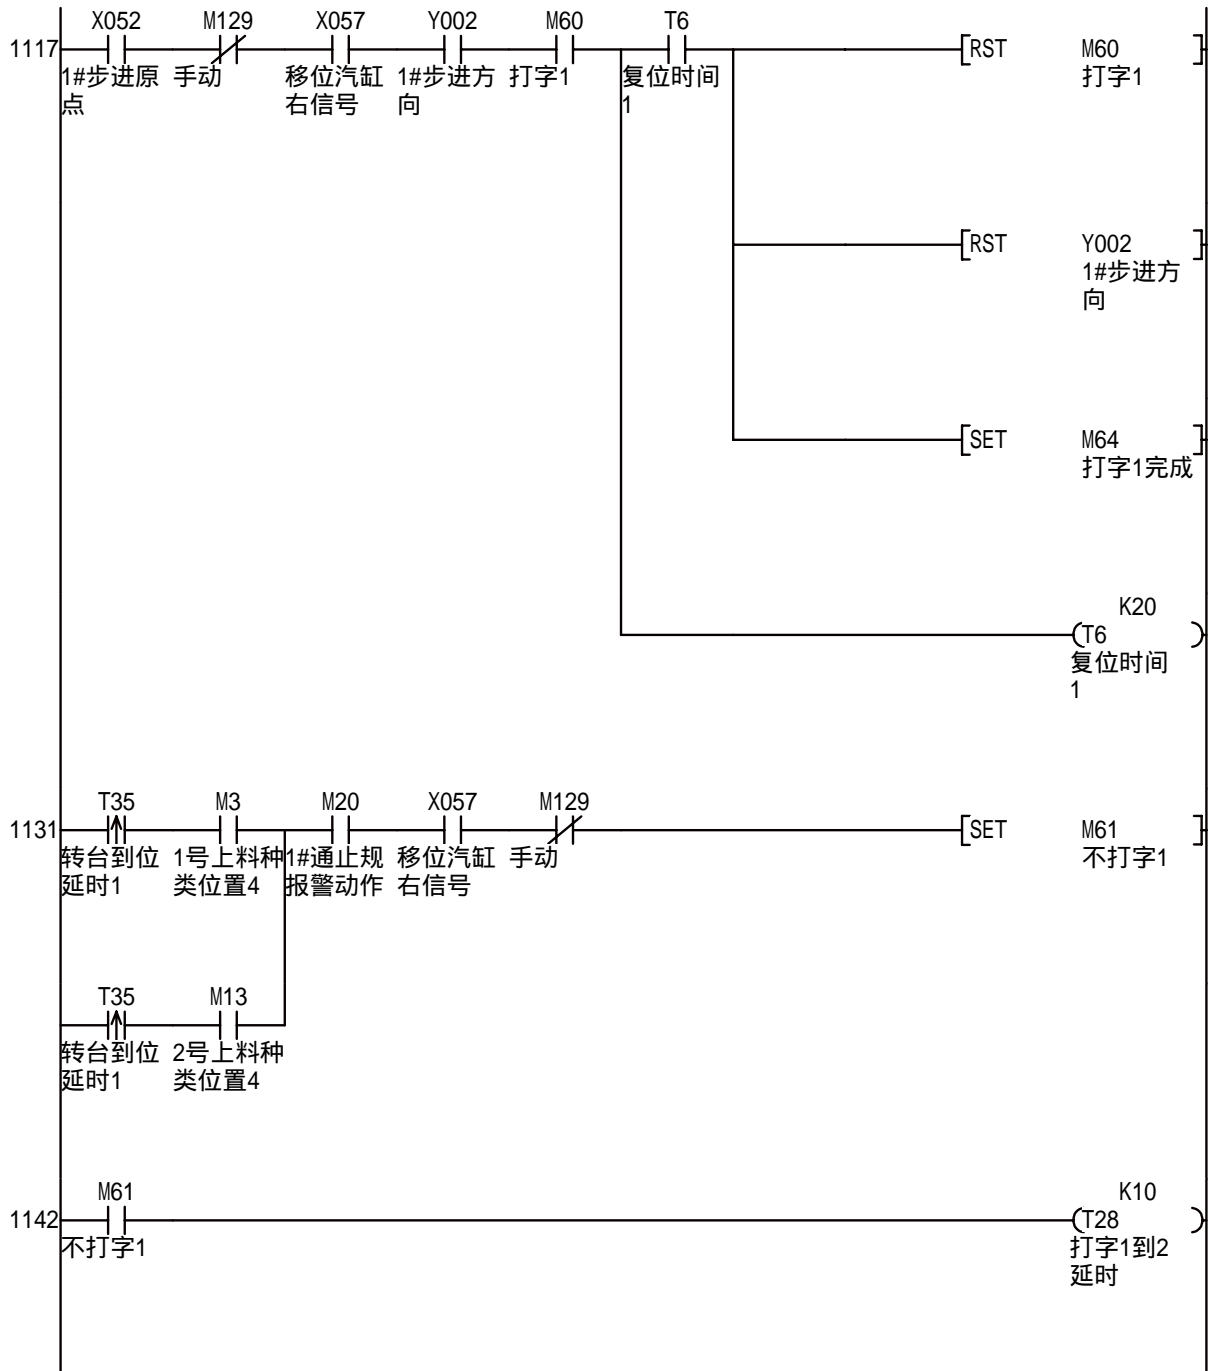 X052 M129 X057 Y002 M60 T6
1117 RST M60
1#步进原 手动 移位汽缸 1#步进方 打字1 复位时间 打字1
点 右信号 向 1
RST Y002
1#步进方
向
SET M64
打字1完成
K20
T6
复位时间
1
T35 M3 M20 X057 M129
1131 SET M61
转台到位 1号上料种 1#通止规 移位汽缸 手动 不打字1
延时1 类位置4 报警动作 右信号
T35 M13
转台到位 2号上料种
延时1 类位置4
M61 K10
1142 T28
不打字1 打字1到2
延时